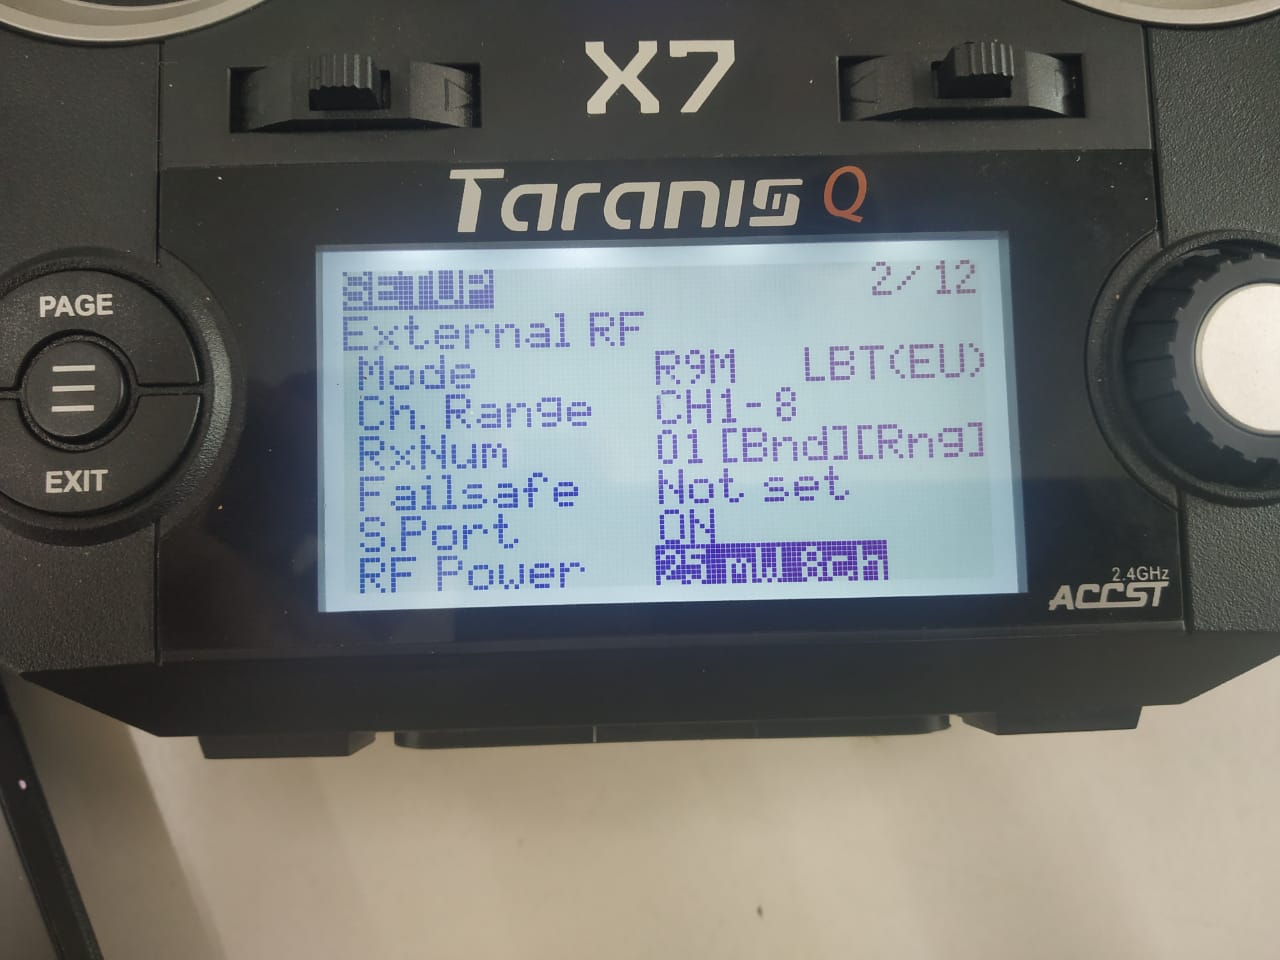 X7
Taranis Q
PAGE
EXIT
SETUP 2/12
External RF
Mode R9M LBT(EU)
Ch. Range CH1-8
RxNum 01 [Bnd][Rng]
Failsafe Not set
S.Port ON
RF Power 25 mW 8ch
2.4GHz
ACCST